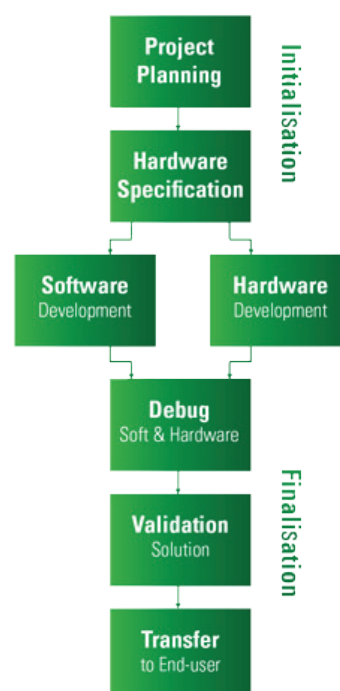 Project
Planning
Initialisation
Hardware
Specification
Software
Development
Hardware
Development
Debug
Soft & Hardware
Finalisation
Validation
Solution
Transfer
to End-user